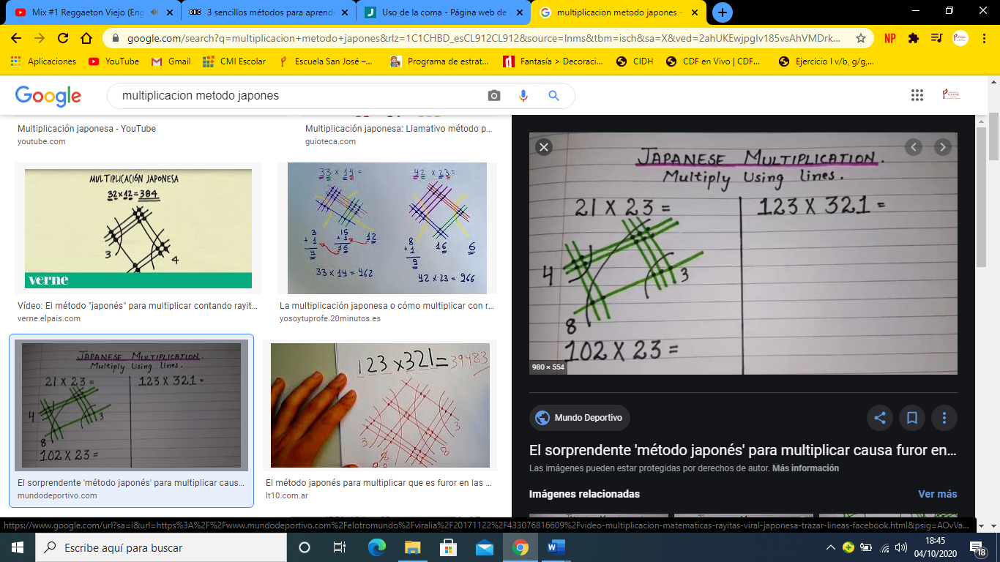 Mix #1 Reggaeton Viejo (Eng
BBC 3 sencillos métodos para aprend
Uso de la coma - Página web de
multiplicacion metodo japones -
google.com/search?q=multiplicacion+metodo+japones&rlz=1C1CHBD_esCL912CL912&source=lnms&tbm=isch&sa=X&ved=2ahUKEwjpglv185vsAhVMDrk...
NP
Aplicaciones
YouTube
Gmail
CMI Escolar
Escuela San José –...
Programa de estrat...
Fantasía > Decoraci...
CIDH
CDF en Vivo | CDF...
Ejercicio I v/b, g/g,...
Google
multiplicacion metodo japones
Multiplicación japonesa - YouTube
youtube.com
Multiplicación japonesa: Llamativo método p...
guioteca.com
MULTIPLICACIÓN JAPONESA
32x12=384
3
4
verne
Vídeo: El método "japonés" para multiplicar contando rayit...
verne.elpais.com
33 x 14 =
42 x 23 =
3
+ 1
15
+ 1
16
12
8
+ 1
9
16
6
33 x 14 = 462
42 x 23 = 966
La multiplicación japonesa o cómo multiplicar con r...
yosoytuprofe.20minutos.es
JAPANESE MULTIPLICATION.
Multiply Using lines.
21 X 23 =
123 X 321 =
4
3
8
102 X 23 =
El sorprendente 'método japonés' para multiplicar caus...
mundodeportivo.com
123 x321=39483
3
8
8
3
El método japonés para multiplicar que es furor en las ...
lt10.com.ar
JAPANESE MULTIPLICATION.
Multiply Using lines.
21 X 23 =
123 X 321 =
4
3
8
102 X 23 =
980 × 554
Mundo Deportivo
El sorprendente 'método japonés' para multiplicar causa furor en...
Las imágenes pueden estar protegidas por derechos de autor. Más información
Imágenes relacionadas
Ver más
https://www.google.com/url?sa=i&url=https%3A%2F%2Fwww.mundodeportivo.com%2Felotromundo%2Fviralia%2F20171122%2F433076816609%2Fvideo-multiplicacion-matematicas-rayitas-viral-japonesa-trazar-lineas-facebook.html&psig=AOvVa...
Escribe aquí para buscar
18:45
04/10/2020
18